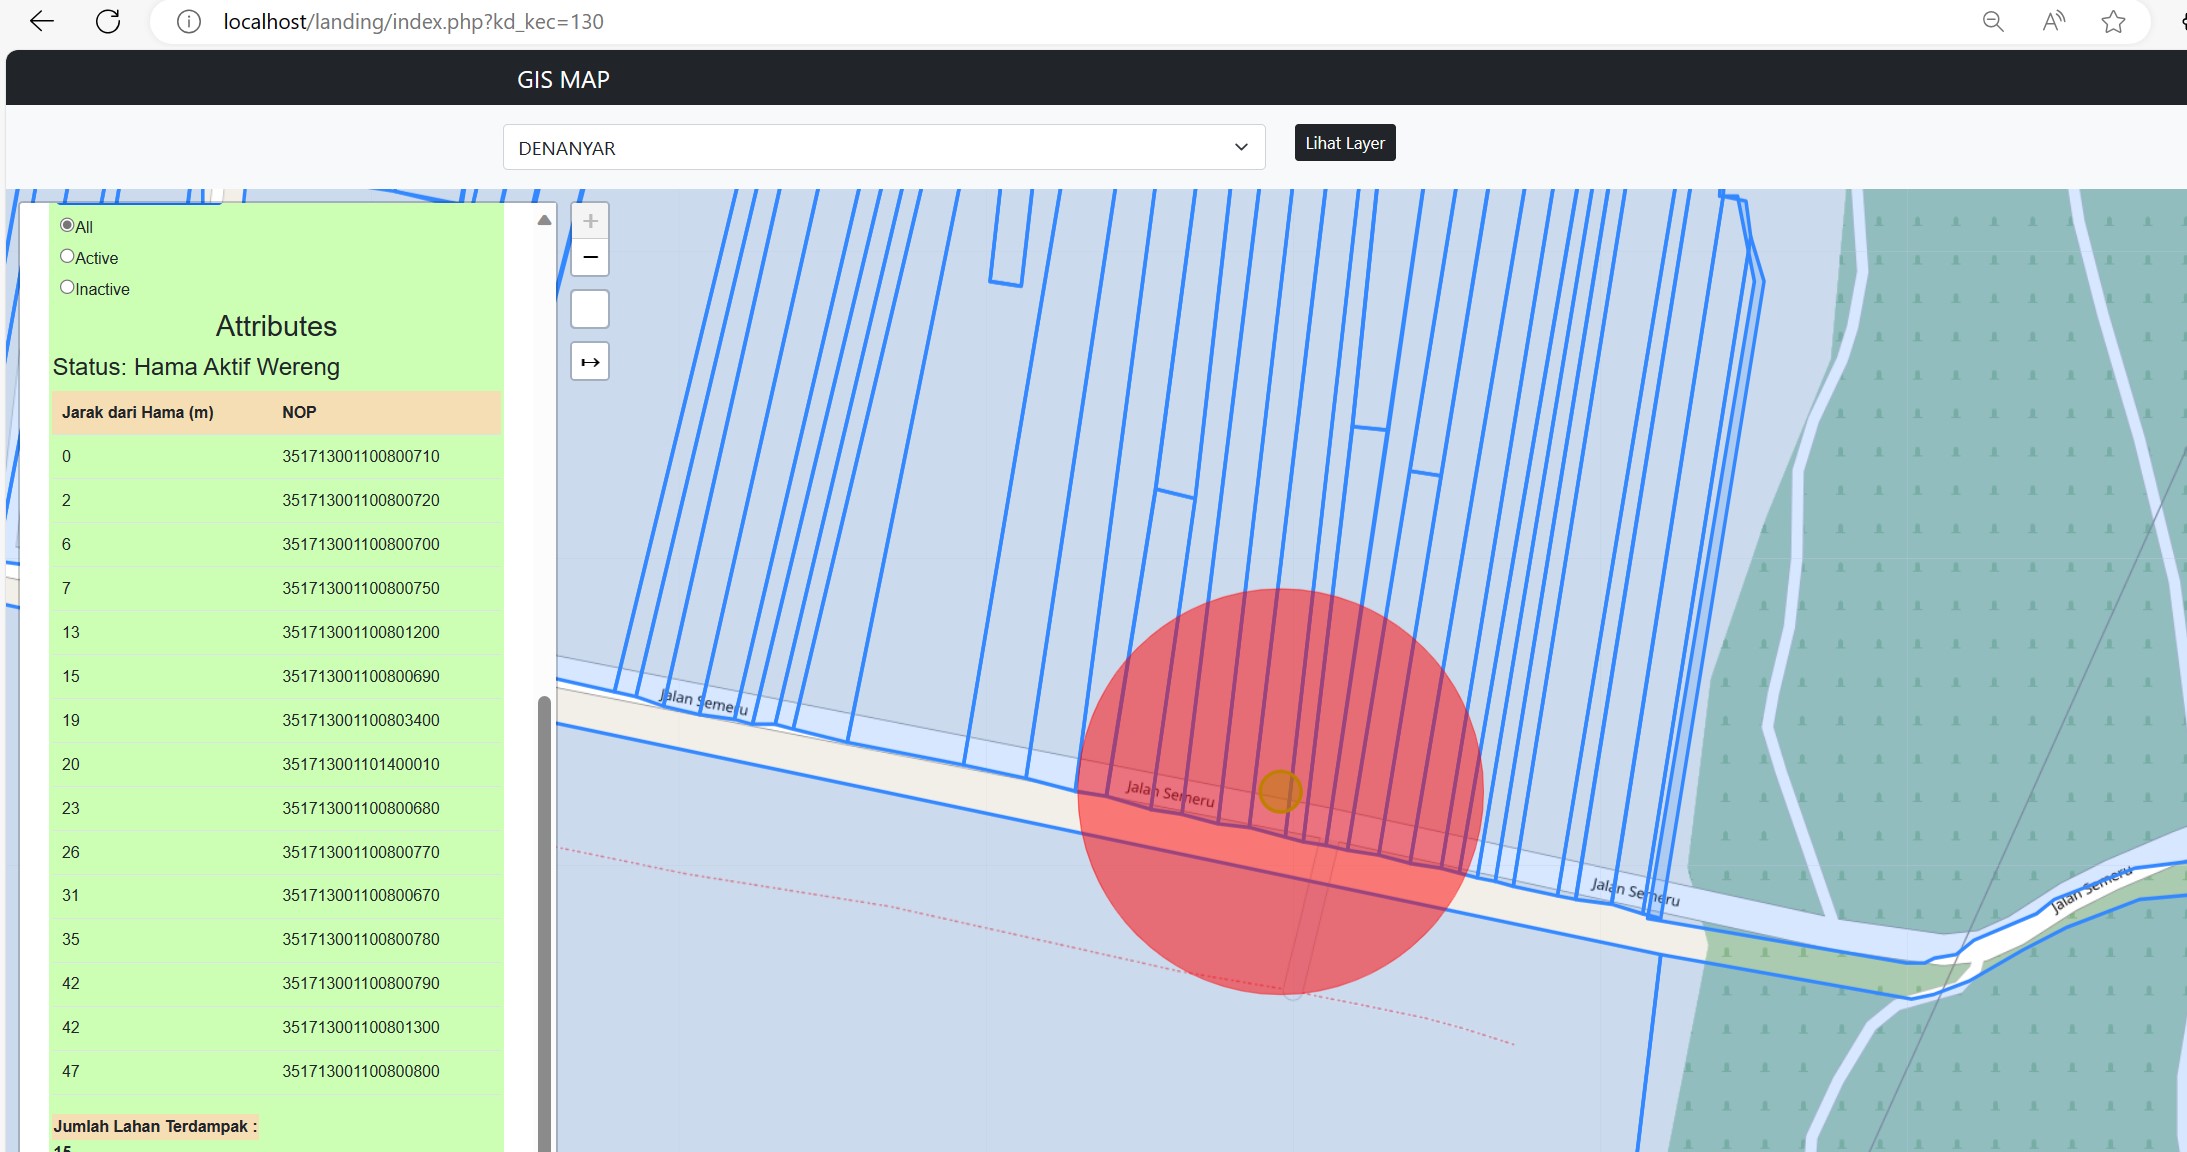 localhost/landing/index.php?kd_kec=130
GIS MAP
DENANYAR
Lihat Layer
All
Active
Inactive
Attributes
Status: Hama Aktif Wereng
Jarak dari Hama (m) NOP
0 351713001100800710
2 351713001100800720
6 351713001100800700
7 351713001100800750
13 351713001100801200
15 351713001100800690
19 351713001100803400
20 351713001101400010
23 351713001100800680
26 351713001100800770
31 351713001100800670
35 351713001100800780
42 351713001100800790
42 351713001100801300
47 351713001100800800
Jumlah Lahan Terdampak :
15
+
−
↦
Jalan Semeru
Jalan Semeru
Jalan Semeru
Jalan Semeru